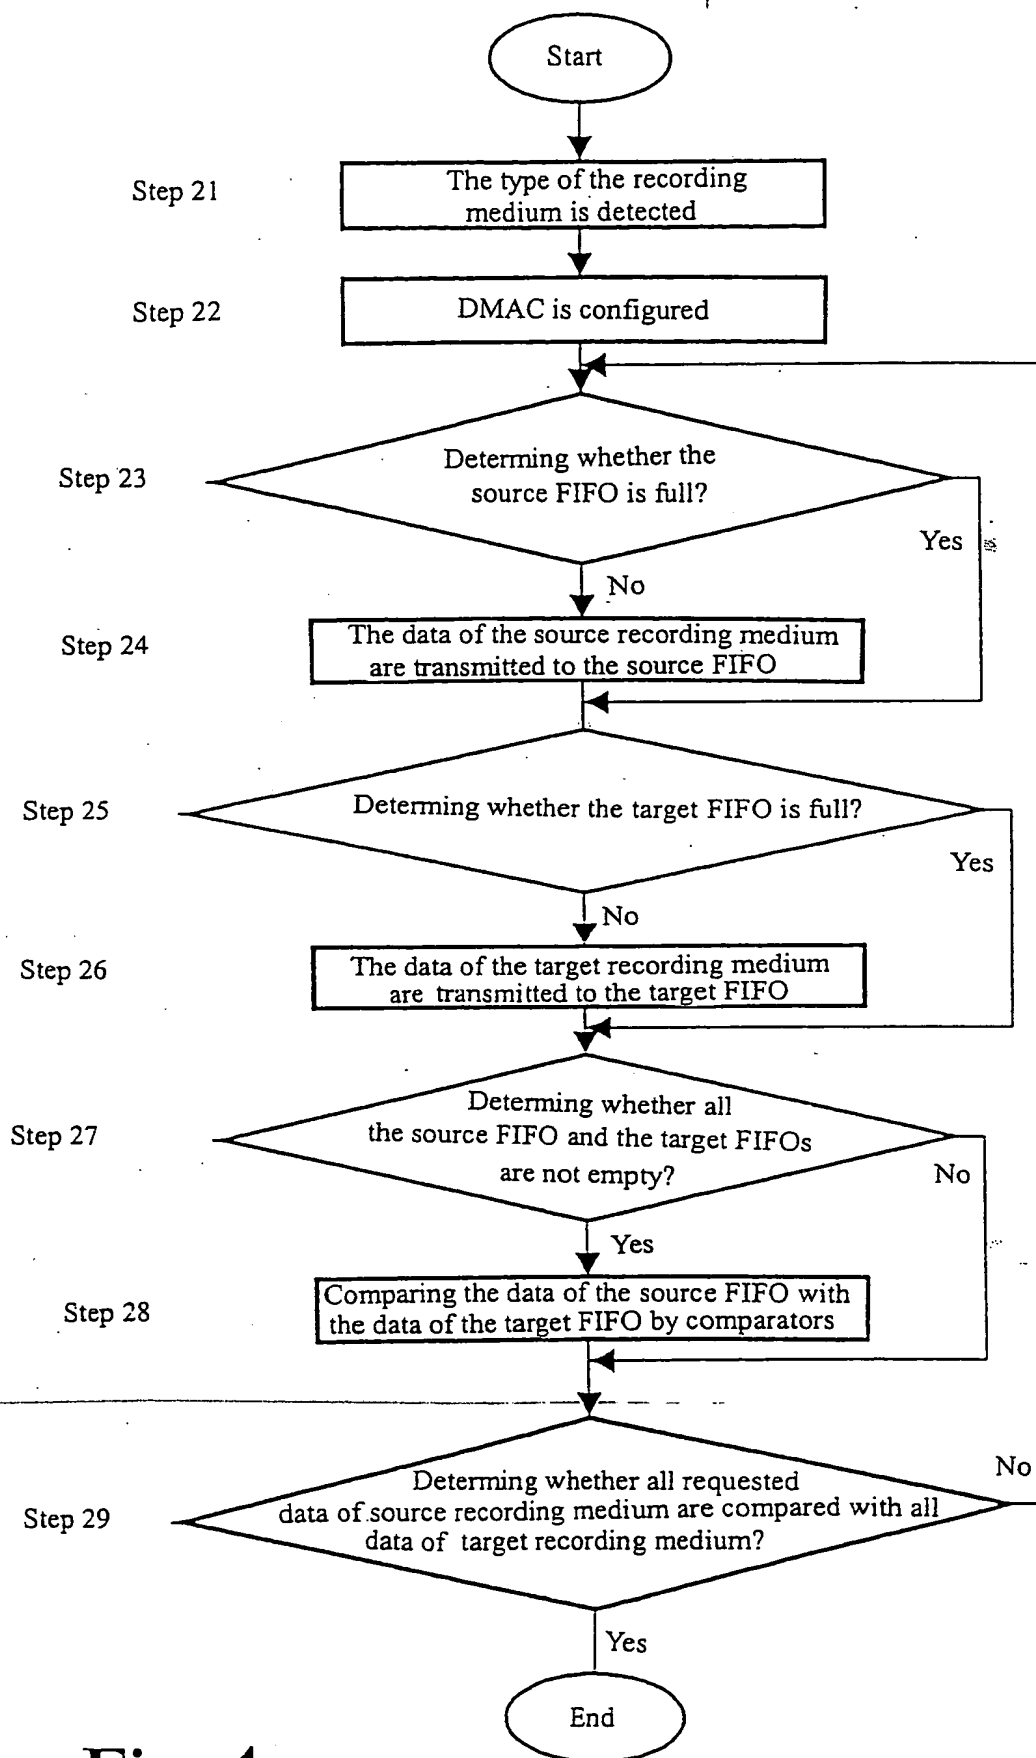 Start
Step 21
The type of the recording
medium is detected
Step 22
DMAC is configured
Step 23
Determing whether the
source FIFO is full?
Yes
No
Step 24
The data of the source recording medium
are transmitted to the source FIFO
Step 25
Determing whether the target FIFO is full?
Yes
No
Step 26
The data of the target recording medium
are transmitted to the target FIFO
Step 27
Determing whether all
the source FIFO and the target FIFOs
are not empty?
No
Yes
Step 28
Comparing the data of the source FIFO with
the data of the target FIFO by comparators
No
Step 29
Determing whether all requested
data of source recording medium are compared with all
data of target recording medium?
Yes
End